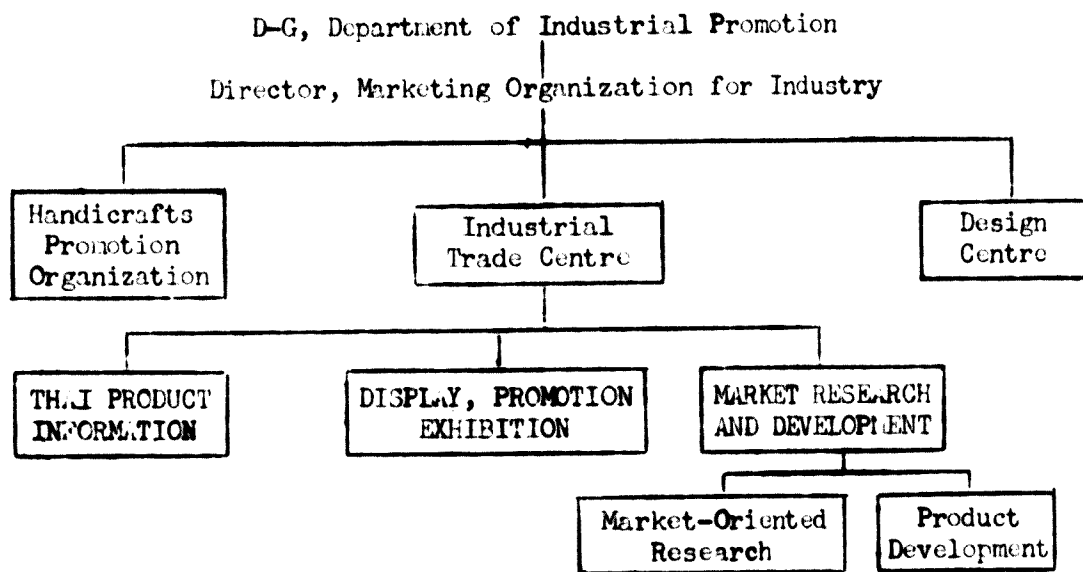 D-G, Department of Industrial Promotion
Director, Marketing Organization for Industry
Handicrafts
Promotion
Organization
Industrial
Trade Centre
Design
Centre
THAI PRODUCT
INFORMATION
DISPLAY, PROMOTION
EXHIBITION
MARKET RESEARCH
AND DEVELOPMENT
Market-Oriented
Research
Product
Development